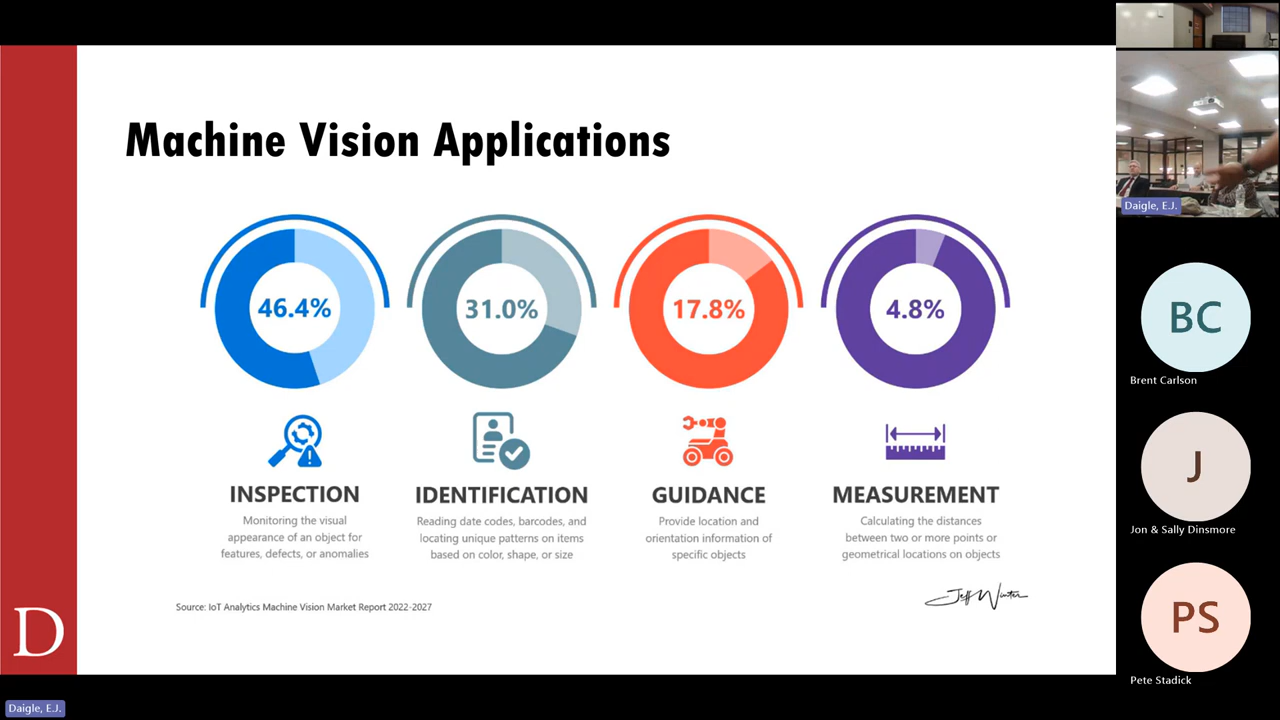 Machine Vision Applications
46.4%
31.0%
17.8%
4.8%
INSPECTION
Monitoring the visual
appearance of an object for
features, defects, or anomalies
IDENTIFICATION
Reading date codes, barcodes, and
locating unique patterns on items
based on color, shape, or size
GUIDANCE
Provide location and
orientation information of
specific objects
MEASUREMENT
Calculating the distances
between two or more points or
geometrical locations on objects
Source: IoT Analytics Machine Vision Market Report 2022-2027
Jeff Winter
D
Daigle, E.J.
Daigle, E.J.
BC
Brent Carlson
J
Jon & Sally Dinsmore
PS
Pete Stadick